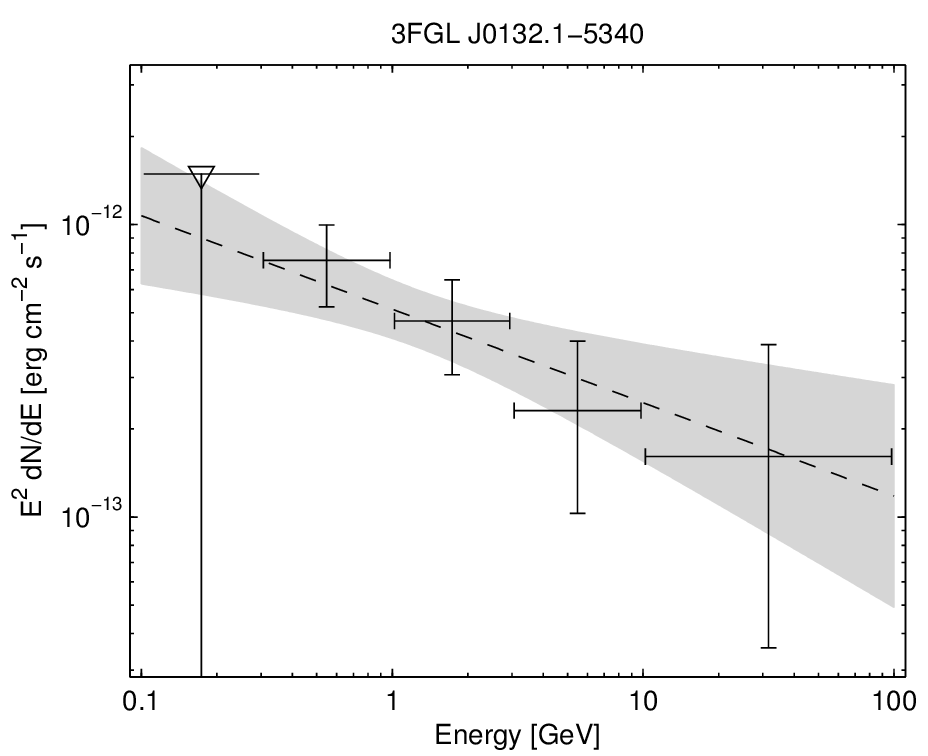 3FGL J0132.1−5340
E² dN/dE [erg cm⁻² s⁻¹]
10⁻¹²
10⁻¹³
0.1 1 10 100
Energy [GeV]